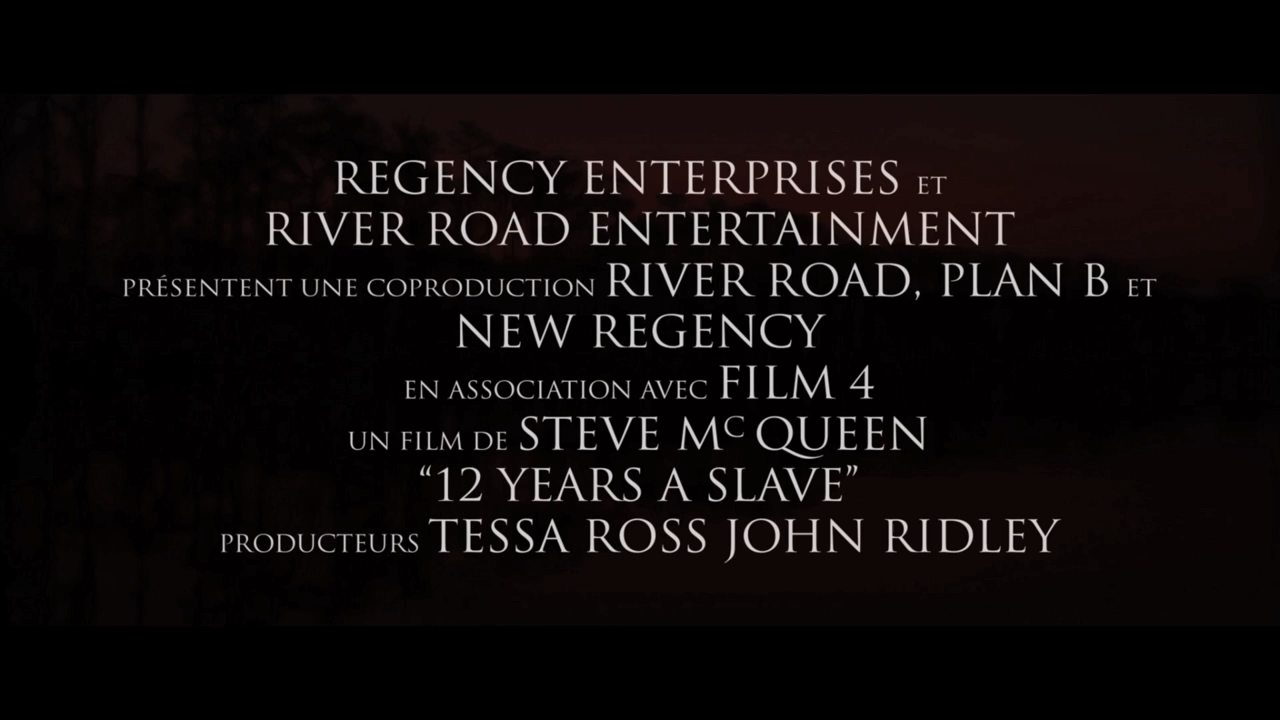 REGENCY ENTERPRISES ET
RIVER ROAD ENTERTAINMENT
PRÉSENTENT UNE COPRODUCTION RIVER ROAD, PLAN B ET
NEW REGENCY
EN ASSOCIATION AVEC FILM 4
UN FILM DE STEVE MC QUEEN
“12 YEARS A SLAVE”
PRODUCTEURS TESSA ROSS JOHN RIDLEY